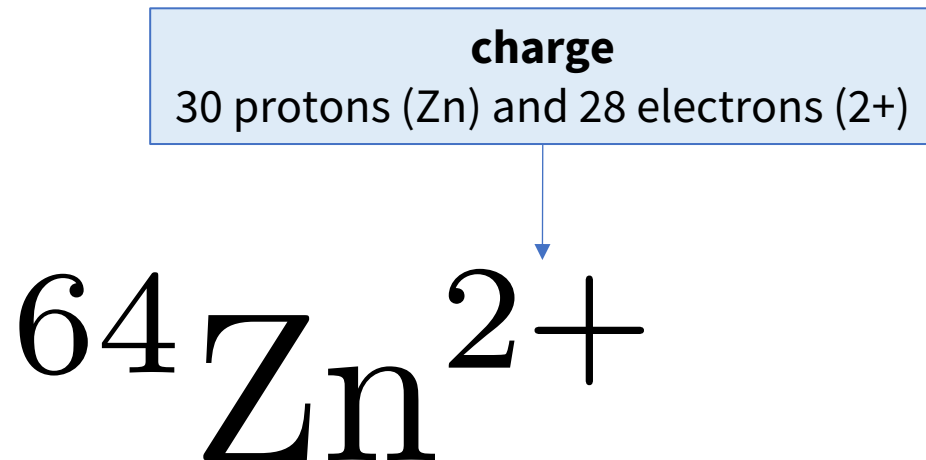 charge
30 protons (Zn) and 28 electrons (2+)
⁶⁴Zn²⁺